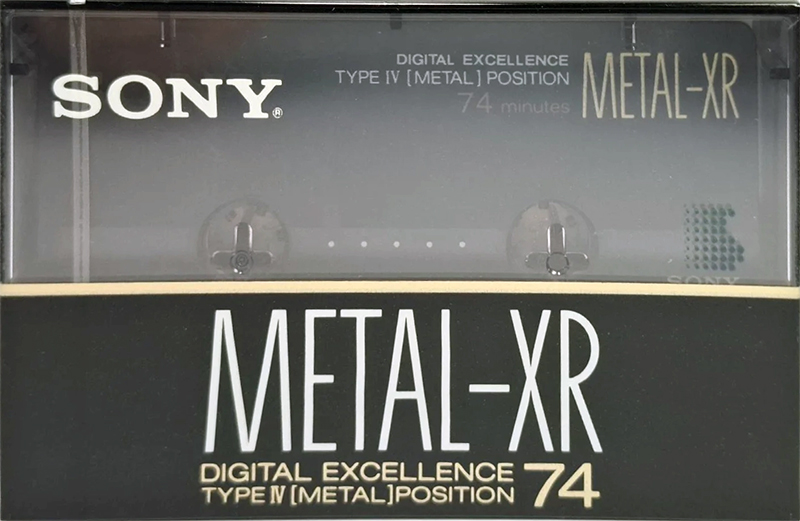 SONY®
DIGITAL EXCELLENCE
TYPE IV [METAL] POSITION
74 minutes
METAL-XR
SONY
METAL-XR
DIGITAL EXCELLENCE
TYPE IV [METAL] POSITION
74